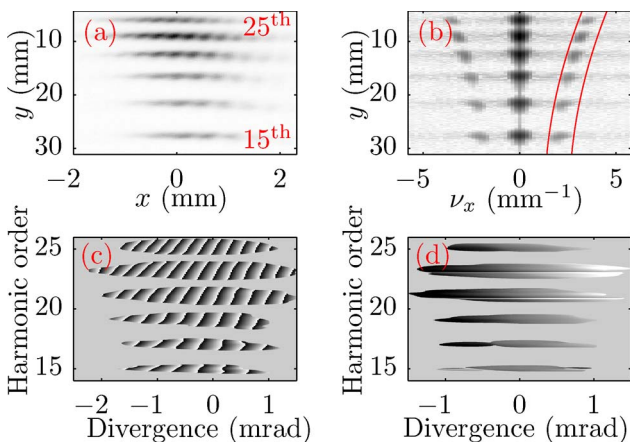 (a) 25th
15th
y (mm)
10
20
30
−2 0 2
x (mm)
(b)
y (mm)
10
20
30
−5 0 5
νx (mm−1)
(c)
Harmonic order
25
20
15
−2 −1 0 1
Divergence (mrad)
(d)
Harmonic order
25
20
15
−1 0 1
Divergence (mrad)